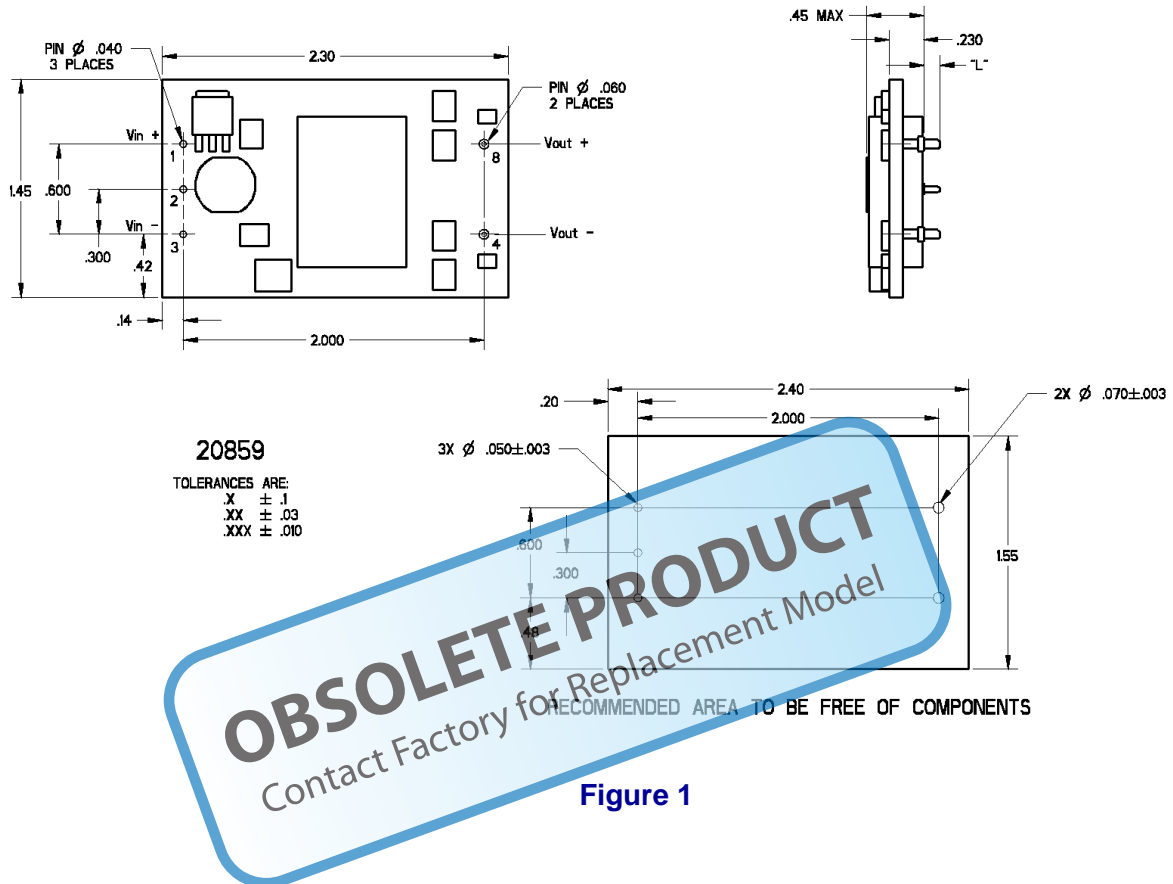 .45 MAX
PIN Ø .040
3 PLACES
2.30
.230
"L"
PIN Ø .060
2 PLACES
Vin +
1
8
Vout +
1.45
.600
2
Vin -
3
4
Vout -
.300
.42
.14
2.000
2.40
.20
2.000
2X Ø .070±.003
20859
3X Ø .050±.003
TOLERANCES ARE:
.X ± .1
.XX ± .03
.XXX ± .010
.600
.300
1.55
.48
OBSOLETE PRODUCT
Contact Factory for Replacement Model
RECOMMENDED AREA TO BE FREE OF COMPONENTS
Figure 1